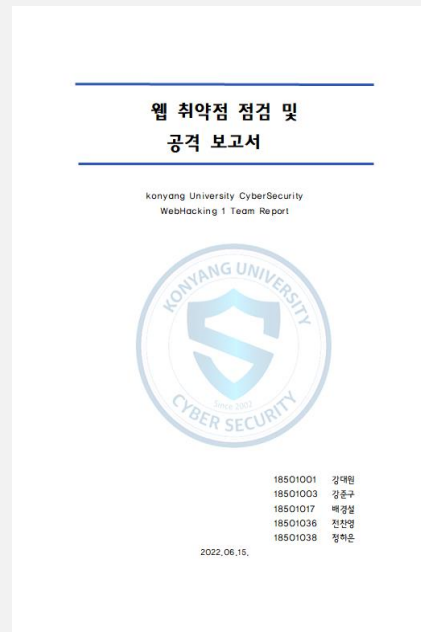 웹 취약점 점검 및
공격 보고서
konyang University CyberSecurity
WebHacking 1 Team Report
KONYANG UNIVERSITY
Since 2002
CYBER SECURITY
18501001 강대원
18501003 강준구
18501017 배경설
18501036 전찬영
18501038 정하은
2022.06.15.